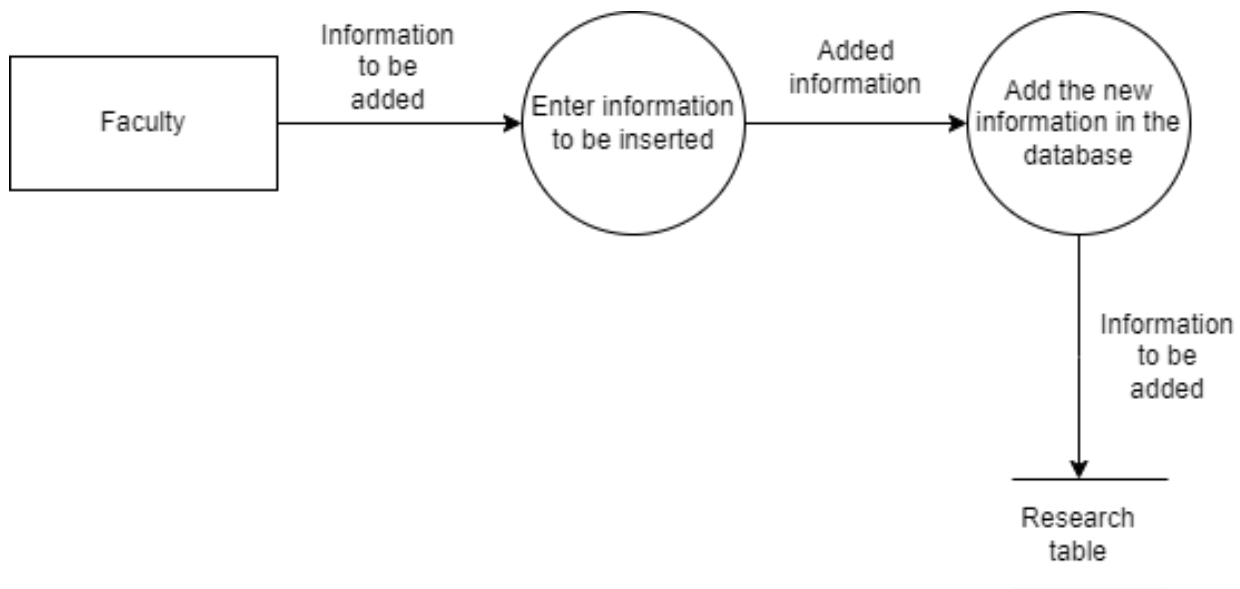 Faculty
Information
to be
added
Enter information
to be inserted
Added
information
Add the new
information in the
database
Information
to be
added
Research
table